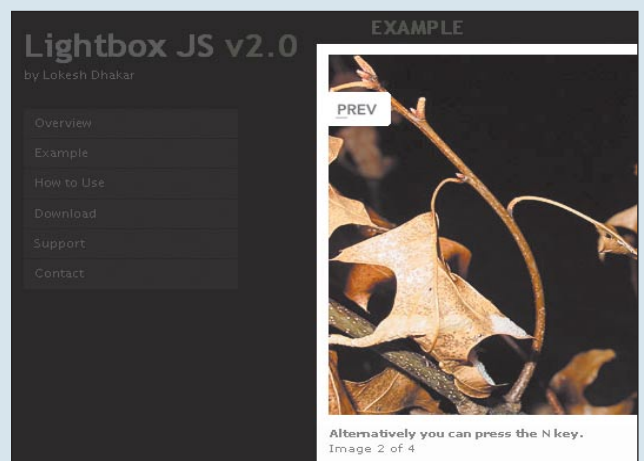 EXAMPLE
Lightbox JS v2.0
by Lokesh Dhakar
Overview
Example
How to Use
Download
Support
Contact
PREV
Alternatively you can press the N key.
Image 2 of 4